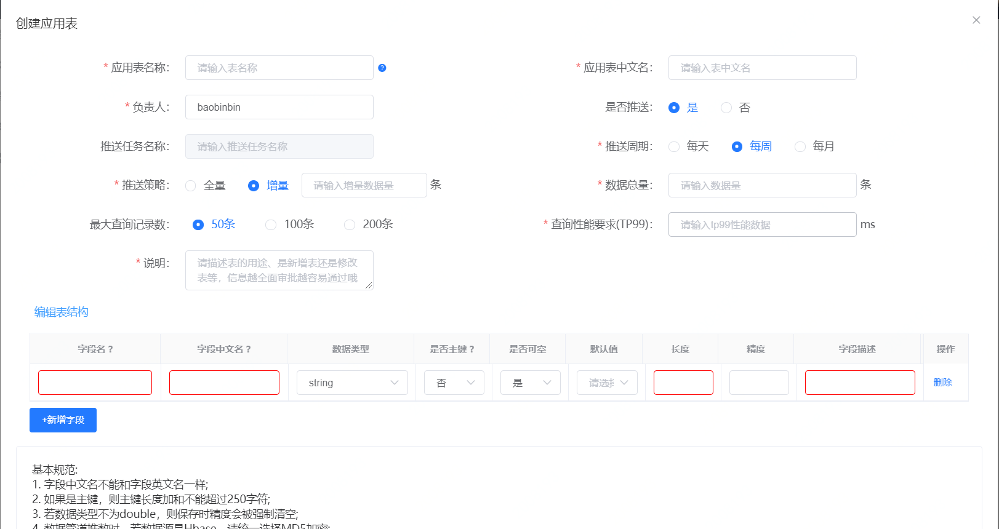 创建应用表
* 应用表名称: 请输入表名称 ?
* 应用表中文名: 请输入表中文名
* 负责人: baobinbin
是否推送: 是 否
推送任务名称: 请输入推送任务名称
* 推送周期: 每天 每周 每月
* 推送策略: 全量 增量 请输入增量数据量 条
* 数据总量: 请输入数据量 条
最大查询记录数: 50条 100条 200条
* 查询性能要求(TP99): 请输入tp99性能数据 ms
* 说明: 请描述表的用途、是新增表还是修改
表等，信息越全面审批越容易通过哦
编辑表结构
字段名 ? 字段中文名 ? 数据类型 是否主键 ? 是否可空 默认值 长度 精度 字段描述 操作
string 否 是 请选择 删除
+新增字段
基本规范:
1. 字段中文名不能和字段英文名一样;
2. 如果是主键，则主键长度加和不能超过250字符;
3. 若数据类型不为double，则保存时精度会被强制清空;
4. 数据管道推数时，若数据源是Hbase，请统一选择MD5加密;